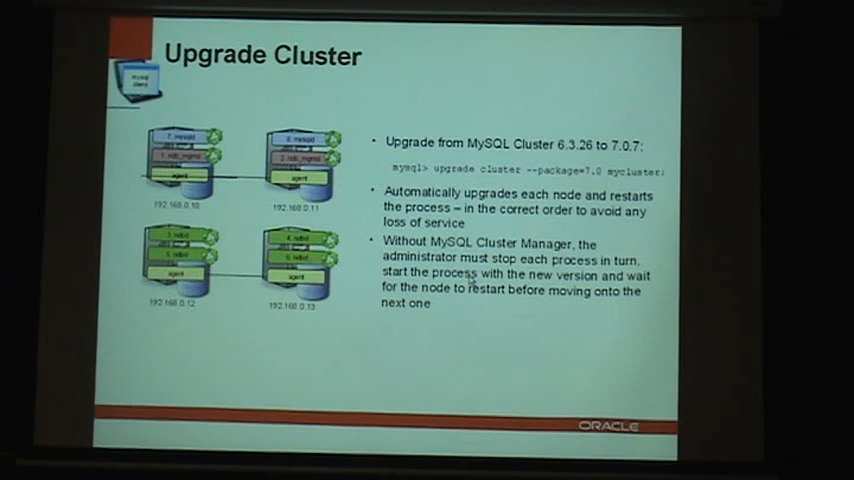 Upgrade Cluster
mysql
client
7. mysqld
8. mysqld
1. ndb_mgmd
2. ndb_mgmd
agent
agent
192.168.0.10
192.168.0.11
3. ndbd
4. ndbd
5. ndbd
6. ndbd
agent
agent
192.168.0.12
192.168.0.13
• Upgrade from MySQL Cluster 6.3.26 to 7.0.7:
mysql> upgrade cluster --package=7.0 mycluster;
• Automatically upgrades each node and restarts
the process – in the correct order to avoid any
loss of service
• Without MySQL Cluster Manager, the
administrator must stop each process in turn,
start the process with the new version and wait
for the node to restart before moving onto the
next one
ORACLE